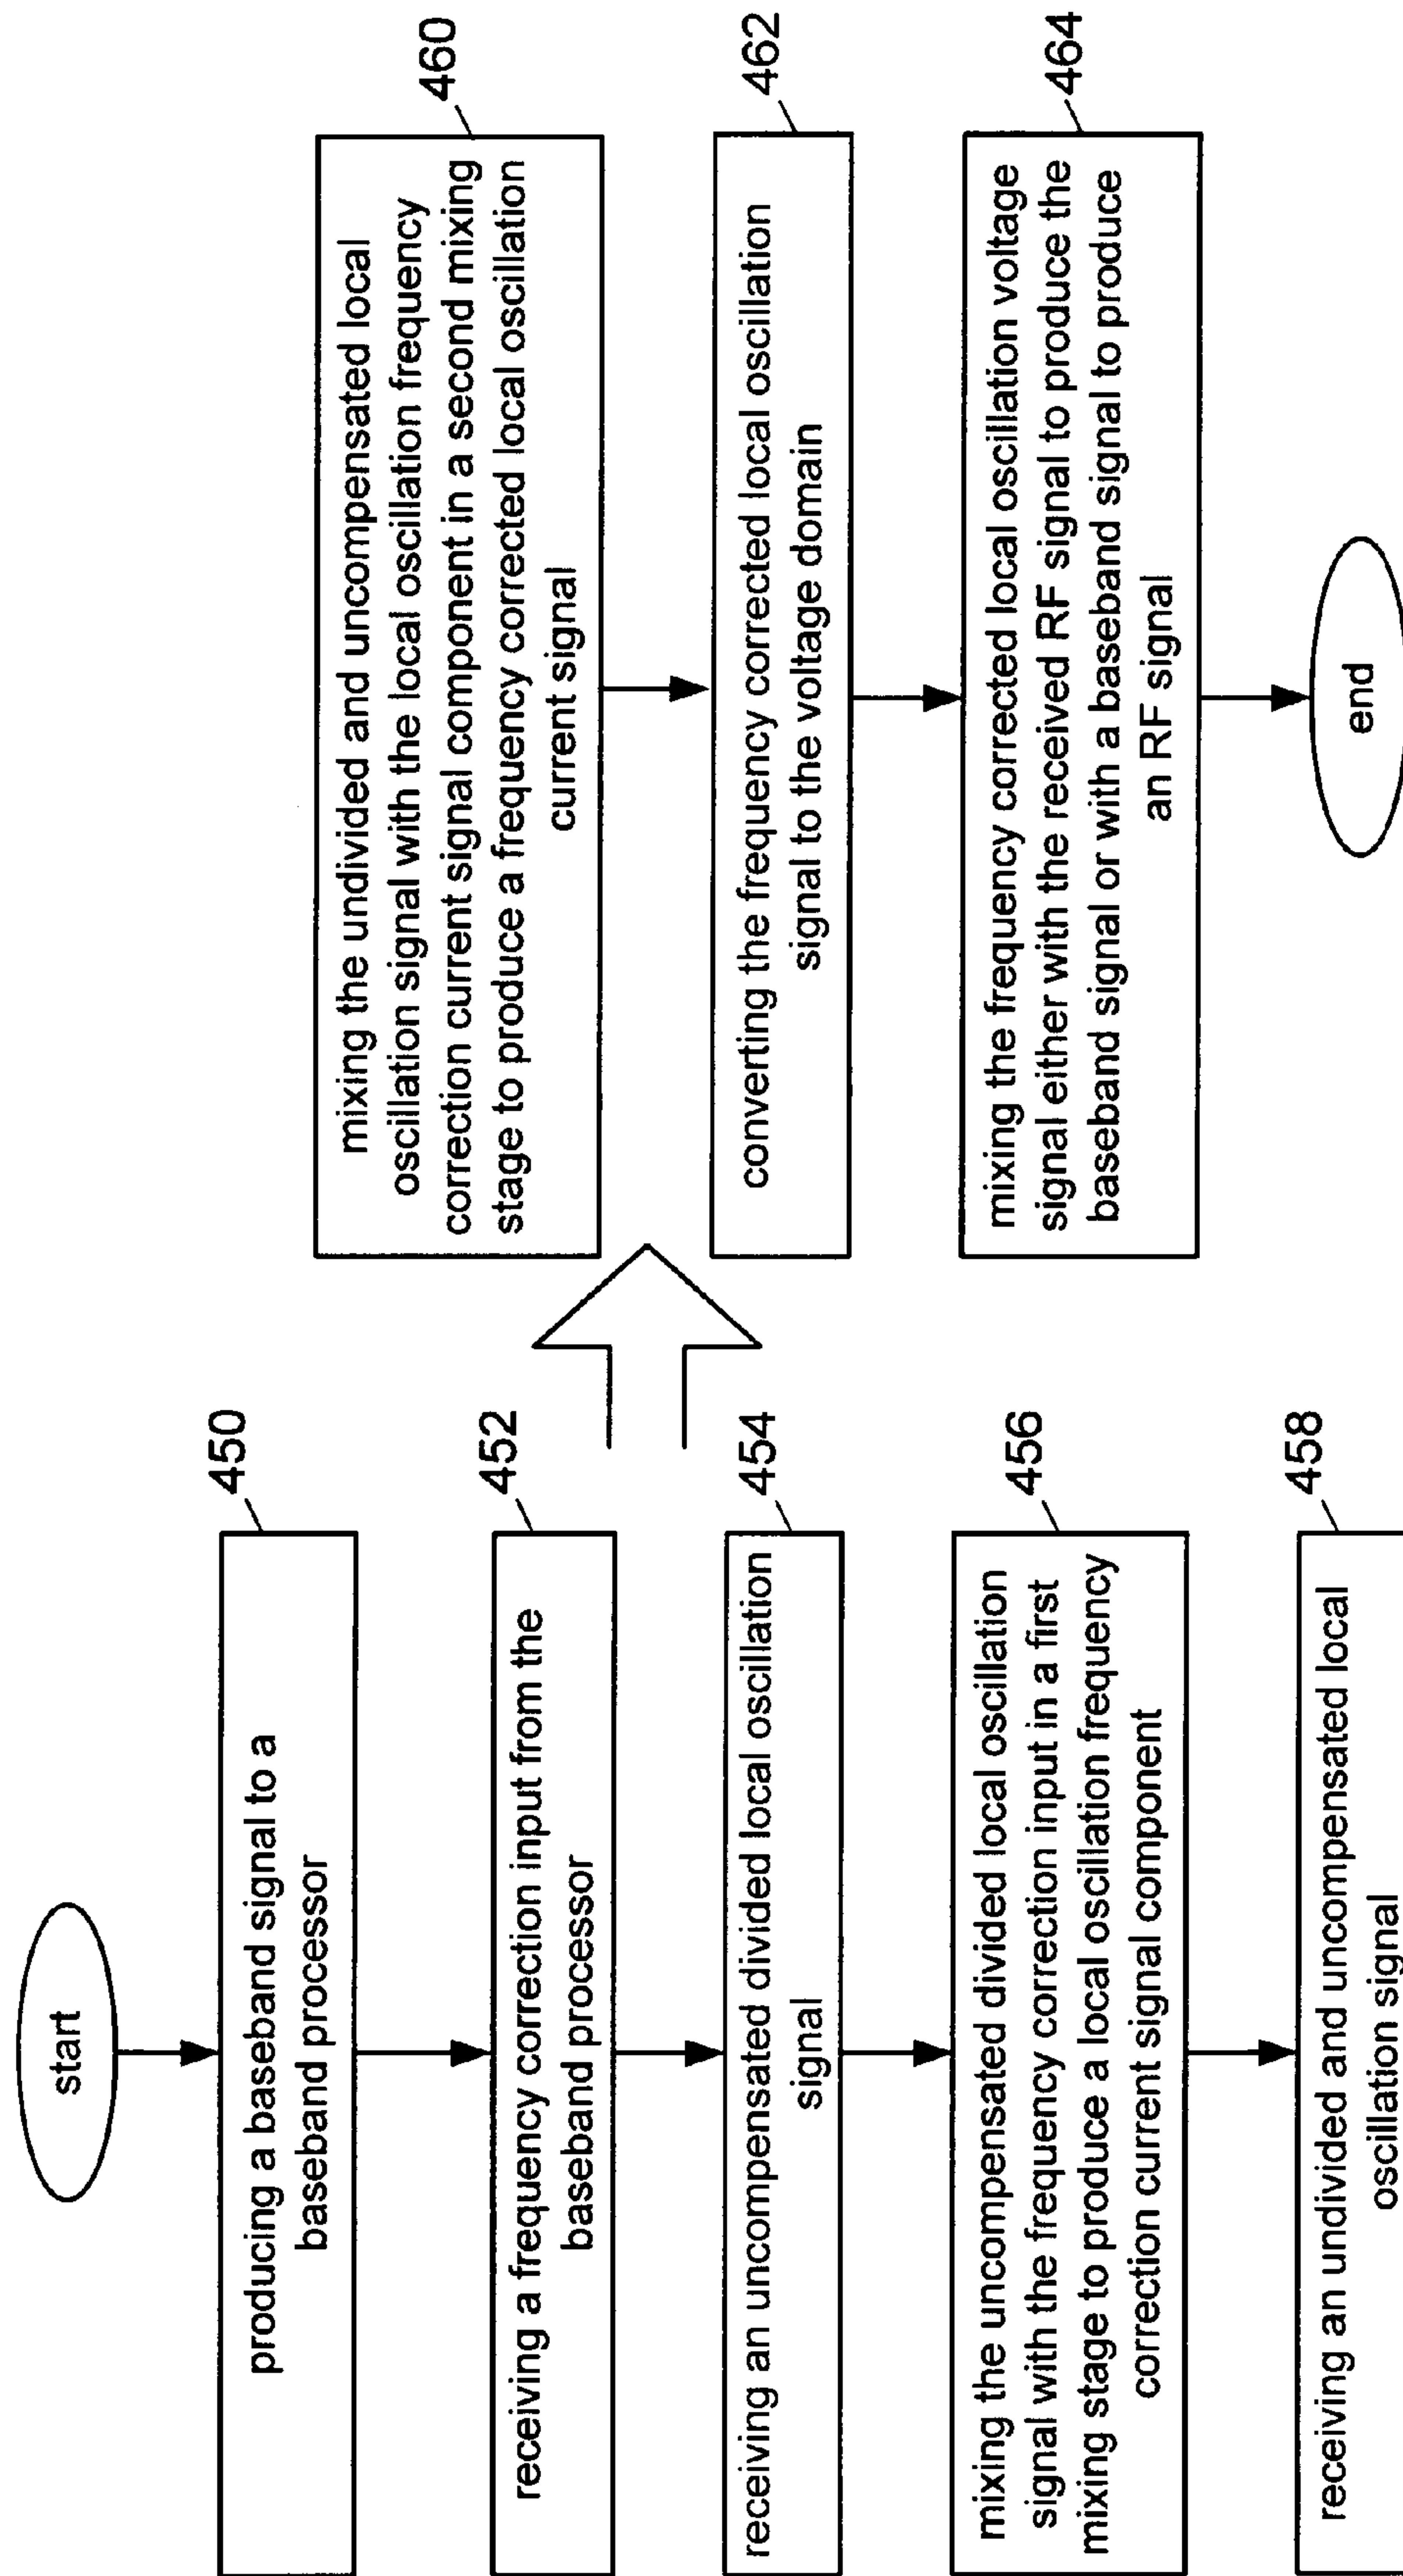 start
450
producing a baseband signal to a
baseband processor
452
receiving a frequency correction input from the
baseband processor
454
receiving an uncompensated divided local oscillation
signal
456
mixing the uncompensated divided local oscillation
signal with the frequency correction input in a first
mixing stage to produce a local oscillation frequency
correction current signal component
458
receiving an undivided and uncompensated local
oscillation signal
460
mixing the undivided and uncompensated local
oscillation signal with the local oscillation frequency
correction current signal component in a second mixing
stage to produce a frequency corrected local oscillation
current signal
462
converting the frequency corrected local oscillation
signal to the voltage domain
464
mixing the frequency corrected local oscillation voltage
signal either with the received RF signal to produce the
baseband signal or with a baseband signal to produce
an RF signal
end